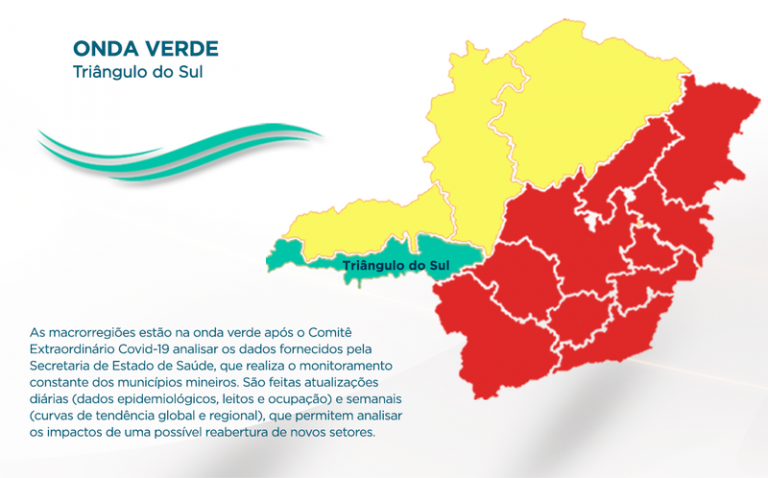 ONDA VERDE
Triângulo do Sul
Triângulo do Sul
As macrorregiões estão na onda verde após o Comitê
Extraordinário Covid-19 analisar os dados fornecidos pela
Secretaria de Estado de Saúde, que realiza o monitoramento
constante dos municípios mineiros. São feitas atualizações
diárias (dados epidemiológicos, leitos e ocupação) e semanais
(curvas de tendência global e regional), que permitem analisar
os impactos de uma possível reabertura de novos setores.